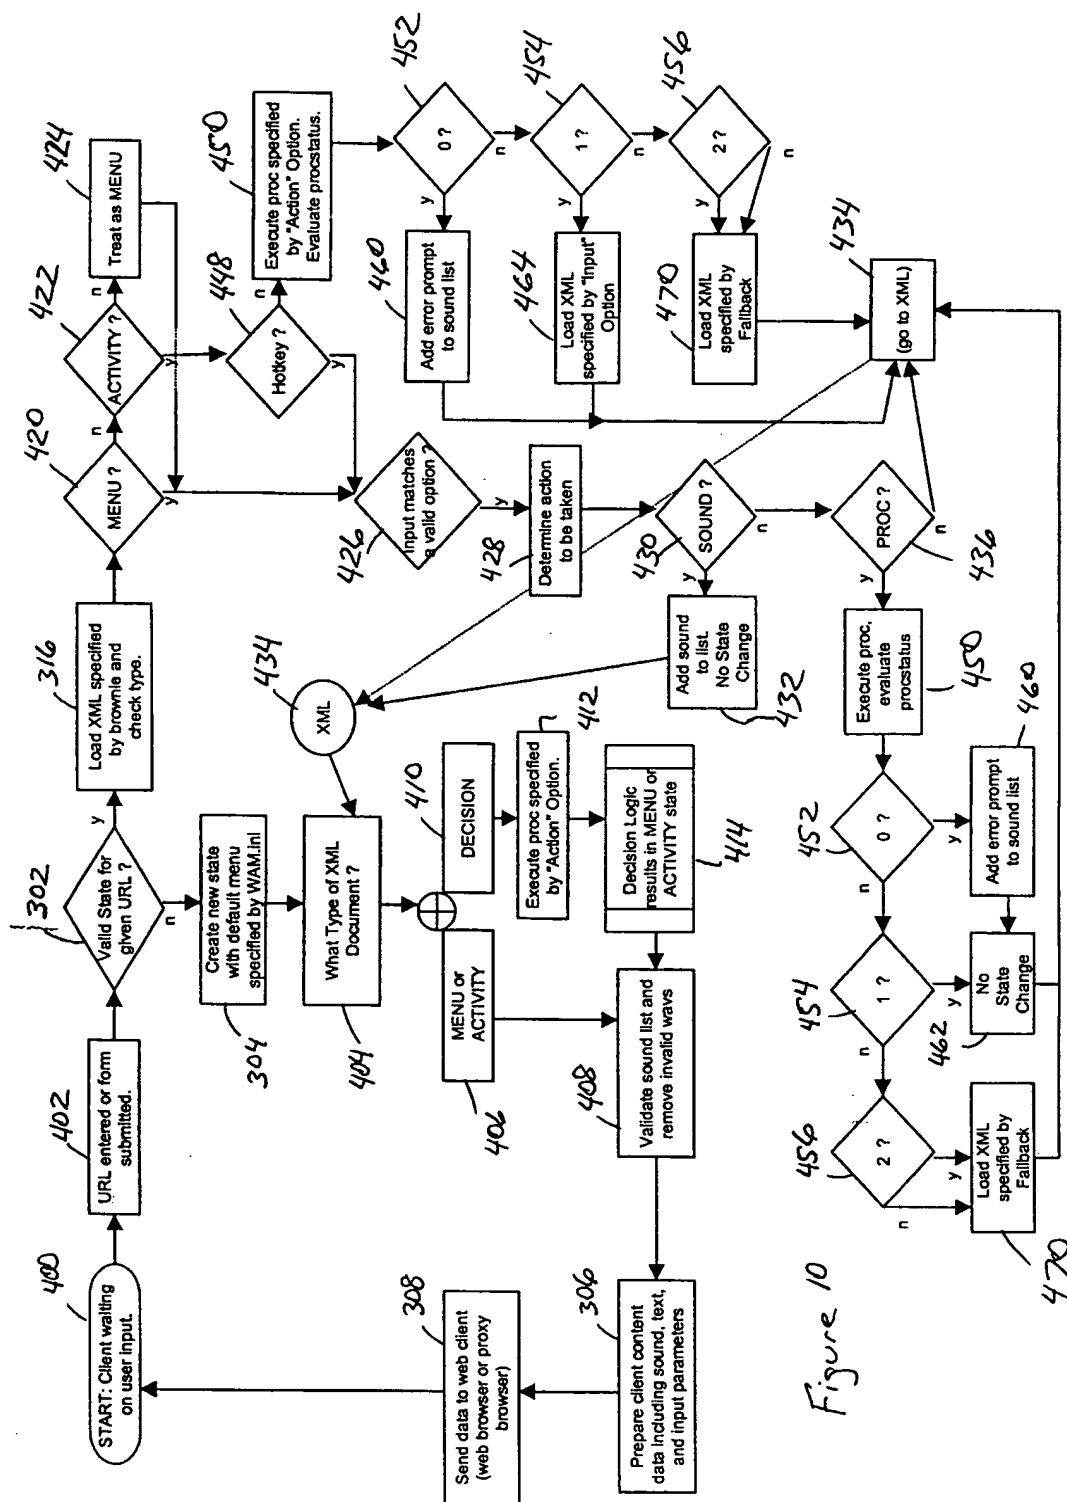 400
START: Client waiting
on user input.
402
URL entered or form
submitted.
302
Valid State for
given URL ?
y
n
316
Load XML specified
by brownie and
check type.
420
MENU ?
n
y
422
ACTIVITY ?
n
y
424
Treat as MENU
448
Hotkey ?
n
y
450
Execute proc specified
by "Action" Option.
Evaluate procstatus.
304
Create new state
with default menu
specified by WAM.ini
434
XML
426
Input matches
a valid option ?
y
452
0 ?
y
n
460
Add error prompt
to sound list
404
What Type of XML
Document ?
428
Determine action
to be taken
454
1 ?
y
n
464
Load XML
specified by "Input"
Option
308
Send data to web client
(web browser or proxy
browser)
406
MENU or
ACTIVITY
410
DECISION
412
Execute proc specified
by "Action" Option.
430
SOUND ?
y
n
432
Add sound
to list.
No State
Change
456
2 ?
y
n
470
Load XML
specified by
Fallback
414
Decision Logic
results in MENU or
ACTIVITY state
408
Validate sound list and
remove invalid wavs
306
Prepare client content
data including sound, text,
and input parameters
436
PROC ?
y
n
434
(go to XML)
450
Execute proc,
evaluate
procstatus
452
0 ?
y
n
460
Add error prompt
to sound list
454
1 ?
y
n
462
No
State
Change
456
2 ?
y
n
470
Load XML
specified by
Fallback
Figure 10